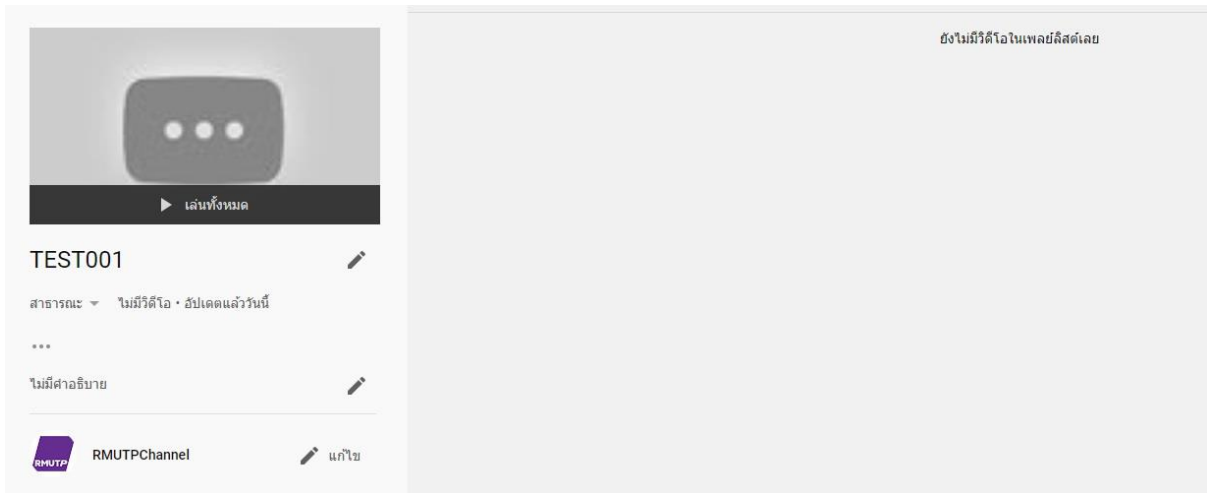 ยังไม่มีวิดีโอในเพลย์ลิสต์เลย
เล่นทั้งหมด
TEST001
สาธารณะ ไม่มีวิดีโอ • อัปเดตแล้ววันนี้
ไม่มีคำอธิบาย
RMUTP RMUTPChannel แก้ไข